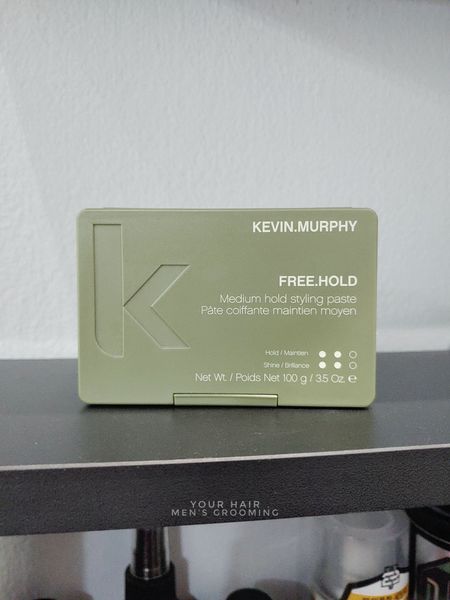 KEVIN.MURPHY
FREE.HOLD
Medium hold styling paste
Pâte coiffante maintien moyen
Hold / Maintien
Shine / Brilliance
Net Wt. / Poids Net 100 g / 3.5 Oz. ℮
YOUR HAIR
MEN'S GROOMING